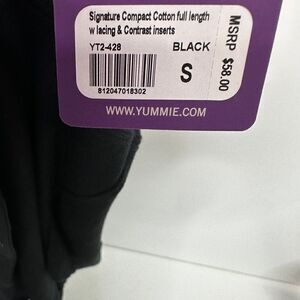 Signature Compact Cotton full length
w lacing & Contrast inserts
YT2-428 BLACK
S
812047018302
MSRP $58.00
WWW.YUMMIE.COM